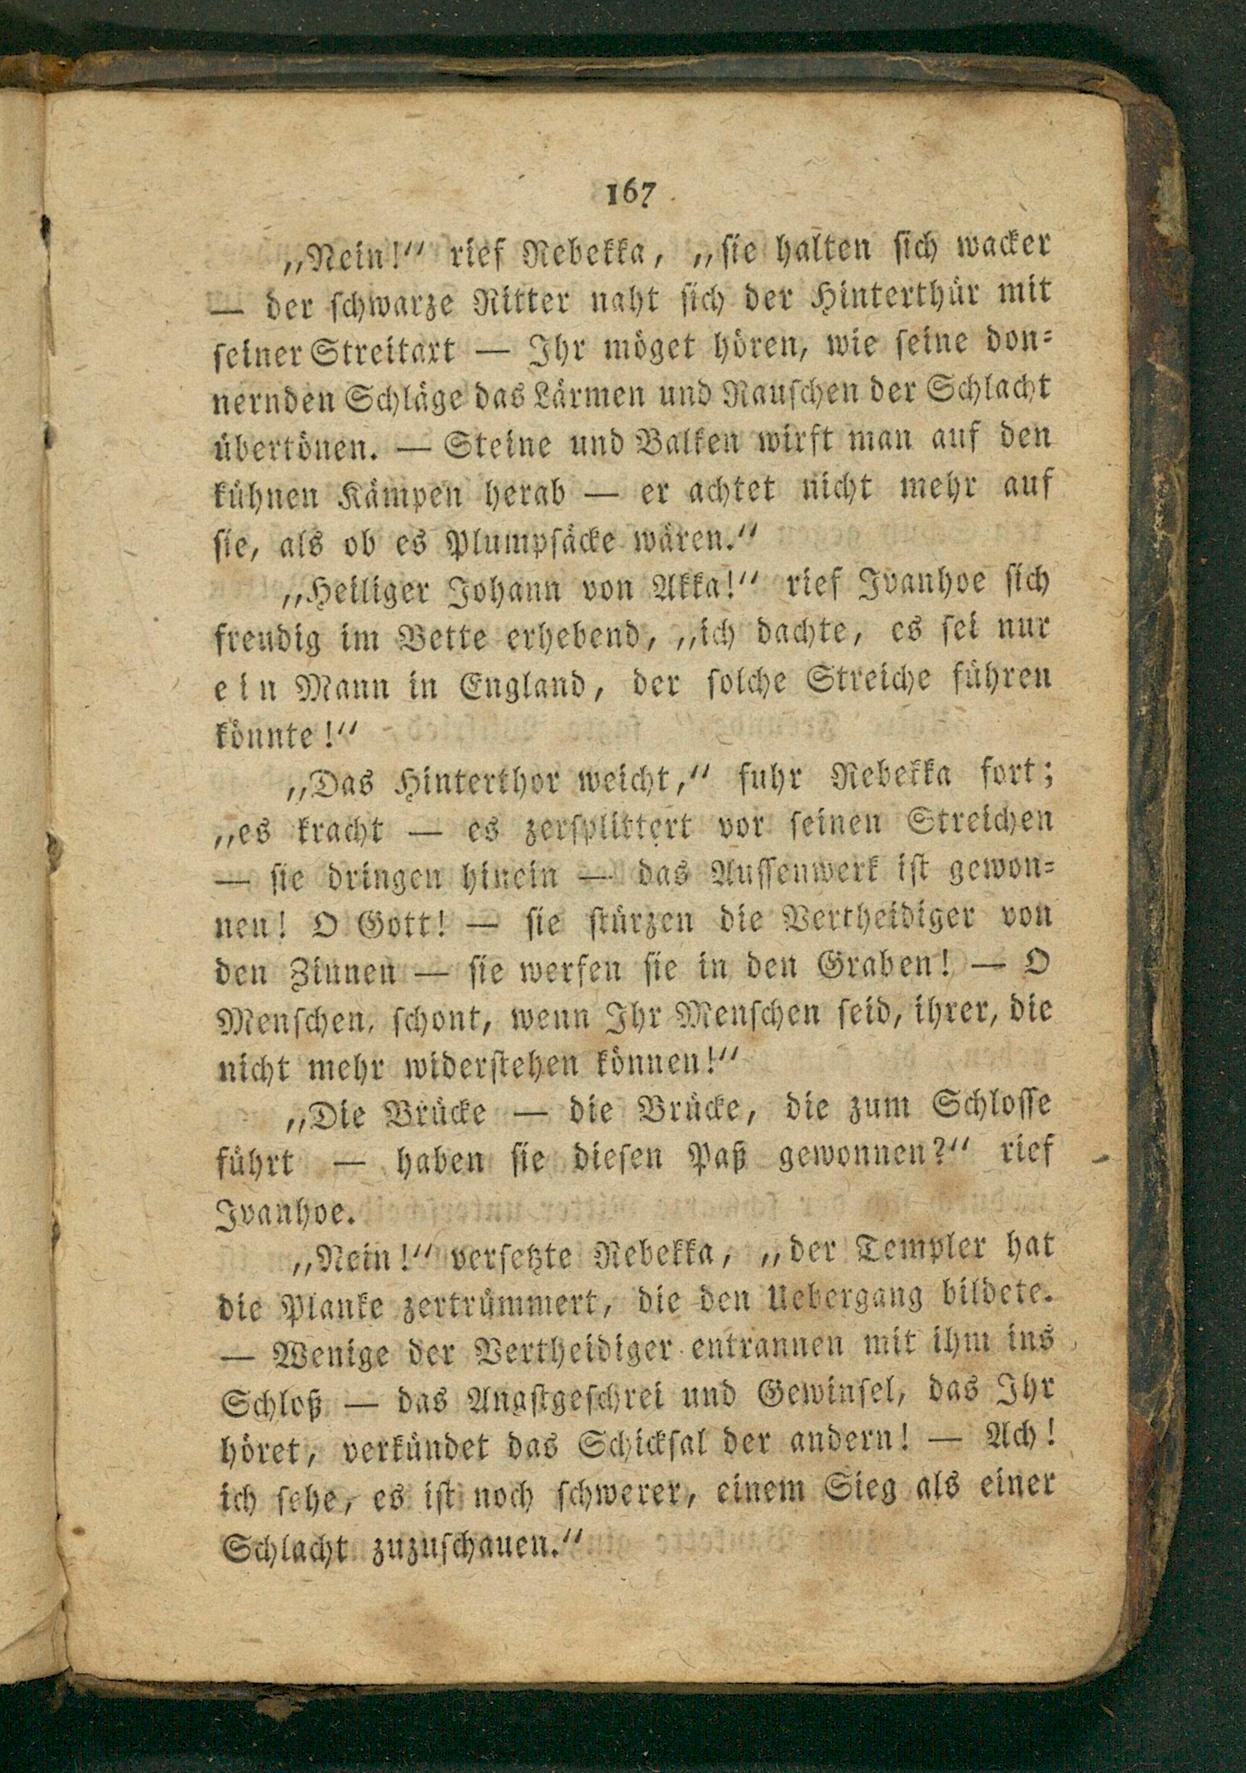 167
„Nein!“ rief Rebekka, „sie halten sich wacker
— der schwarze Ritter naht sich der Hinterthür mit
seiner Streitaxt — Ihr möget hören, wie seine don-
nernden Schläge das Lärmen und Rauschen der Schlacht
übertönen. — Steine und Balken wirft man auf den
kühnen Kämpen herab — er achtet nicht mehr auf
sie, als ob es Plumpsäcke wären.“
„Heiliger Johann von Akka!“ rief Ivanhoe sich
freudig im Bette erhebend, „ich dachte, es sei nur
ein Mann in England, der solche Streiche führen
könnte!“
„Das Hinterthor weicht,“ fuhr Rebekka fort;
„es kracht — es zersplittert vor seinen Streichen
— sie dringen hinein — das Aussenwerk ist gewon-
nen! O Gott! — sie stürzen die Vertheidiger von
den Zinnen — sie werfen sie in den Graben! — O
Menschen, schont, wenn Ihr Menschen seid, ihrer, die
nicht mehr widerstehen können!“
„Die Brücke — die Brücke, die zum Schlosse
führt — haben sie diesen Paß gewonnen?“ rief
Ivanhoe.
„Nein!“ versetzte Rebekka, „der Templer hat
die Planke zertrümmert, die den Uebergang bildete.
— Wenige der Vertheidiger entrannen mit ihm ins
Schloß — das Angstgeschrei und Gewinsel, das Ihr
höret, verkündet das Schicksal der andern! — Ach!
ich sehe, es ist noch schwerer, einem Sieg als einer
Schlacht zuzuschauen.“